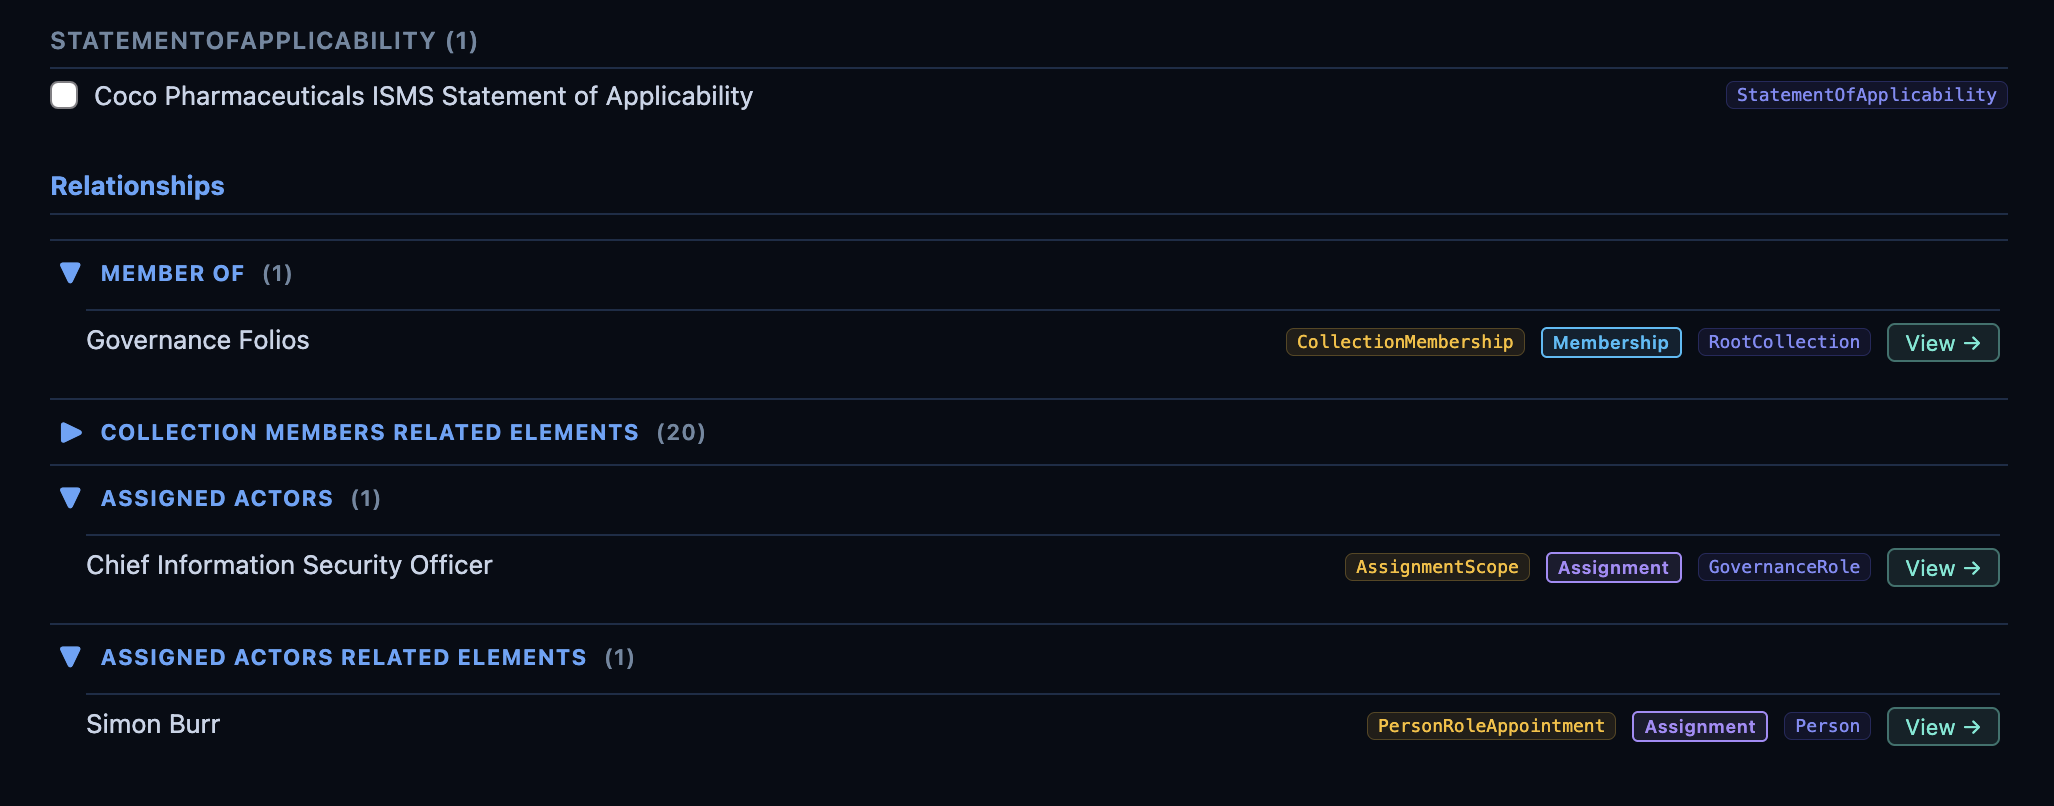 STATEMENTOFAPPLICABILITY (1)
Coco Pharmaceuticals ISMS Statement of Applicability StatementOfApplicability
Relationships
MEMBER OF (1)
Governance Folios CollectionMembership Membership RootCollection View →
COLLECTION MEMBERS RELATED ELEMENTS (20)
ASSIGNED ACTORS (1)
Chief Information Security Officer AssignmentScope Assignment GovernanceRole View →
ASSIGNED ACTORS RELATED ELEMENTS (1)
Simon Burr PersonRoleAppointment Assignment Person View →